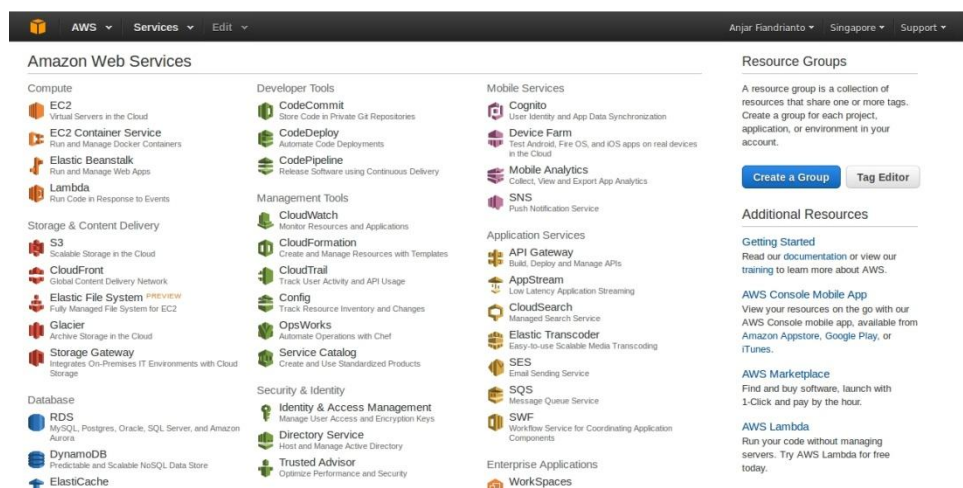 AWS Services Edit Anjar Fiandrianto Singapore Support
Amazon Web Services
Compute
EC2
Virtual Servers in the Cloud
EC2 Container Service
Run and Manage Docker Containers
Elastic Beanstalk
Run and Manage Web Apps
Lambda
Run Code in Response to Events
Storage & Content Delivery
S3
Scalable Storage in the Cloud
CloudFront
Global Content Delivery Network
Elastic File System PREVIEW
Fully Managed File System for EC2
Glacier
Archive Storage in the Cloud
Storage Gateway
Integrates On-Premises IT Environments with Cloud
Storage
Database
RDS
MySQL, Postgres, Oracle, SQL Server, and Amazon
Aurora
DynamoDB
Predictable and Scalable NoSQL Data Store
ElastiCache
Developer Tools
CodeCommit
Store Code in Private Git Repositories
CodeDeploy
Automate Code Deployments
CodePipeline
Release Software using Continuous Delivery
Management Tools
CloudWatch
Monitor Resources and Applications
CloudFormation
Create and Manage Resources with Templates
CloudTrail
Track User Activity and API Usage
Config
Track Resource Inventory and Changes
OpsWorks
Automate Operations with Chef
Service Catalog
Create and Use Standardized Products
Security & Identity
Identity & Access Management
Manage User Access and Encryption Keys
Directory Service
Host and Manage Active Directory
Trusted Advisor
Optimize Performance and Security
Mobile Services
Cognito
User Identity and App Data Synchronization
Device Farm
Test Android, Fire OS, and iOS apps on real devices
in the Cloud
Mobile Analytics
Collect, View and Export App Analytics
SNS
Push Notification Service
Application Services
API Gateway
Build, Deploy and Manage APIs
AppStream
Low Latency Application Streaming
CloudSearch
Managed Search Service
Elastic Transcoder
Easy-to-use Scalable Media Transcoding
SES
Email Sending Service
SQS
Message Queue Service
SWF
Workflow Service for Coordinating Application
Components
Enterprise Applications
WorkSpaces
Resource Groups
A resource group is a collection of
resources that share one or more tags.
Create a group for each project,
application, or environment in your
account.
Create a Group Tag Editor
Additional Resources
Getting Started
Read our documentation or view our
training to learn more about AWS.
AWS Console Mobile App
View your resources on the go with our
AWS Console mobile app, available from
Amazon Appstore, Google Play, or
iTunes.
AWS Marketplace
Find and buy software, launch with
1-Click and pay by the hour.
AWS Lambda
Run your code without managing
servers. Try AWS Lambda for free
today.